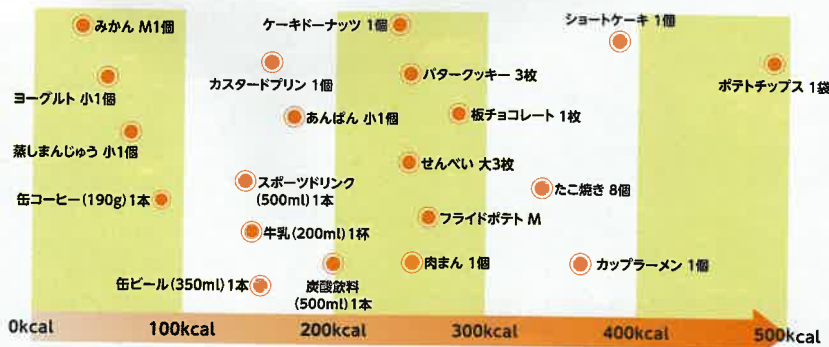 みかん M1個
ケーキドーナッツ 1個
ショートケーキ 1個
カスタードプリン 1個
バタークッキー 3枚
ポテトチップス 1袋
ヨーグルト 小1個
あんぱん 小1個
板チョコレート 1枚
蒸しまんじゅう 小1個
せんべい 大3枚
スポーツドリンク
(500ml)1本
たこ焼き 8個
缶コーヒー(190g)1本
フライドポテト M
牛乳(200ml)1杯
肉まん 1個
カップラーメン 1個
缶ビール(350ml)1本
炭酸飲料
(500ml)1本
0kcal
100kcal
200kcal
300kcal
400kcal
500kcal